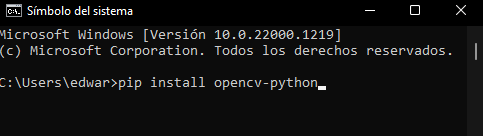 Símbolo del sistema
Microsoft Windows [Versión 10.0.22000.1219]
(c) Microsoft Corporation. Todos los derechos reservados.
C:\Users\edwar>pip install opencv-python